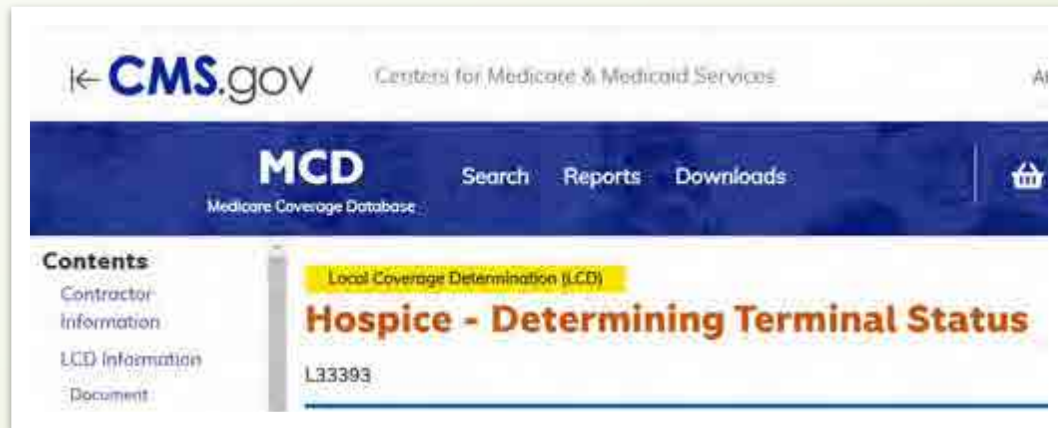 CMS.gov Centers for Medicare & Medicaid Services
MCD Search Reports Downloads
Medicare Coverage Database
Contents
Contractor
Information
LCD Information
Document
Local Coverage Determination (LCD)
Hospice - Determining Terminal Status
L33393